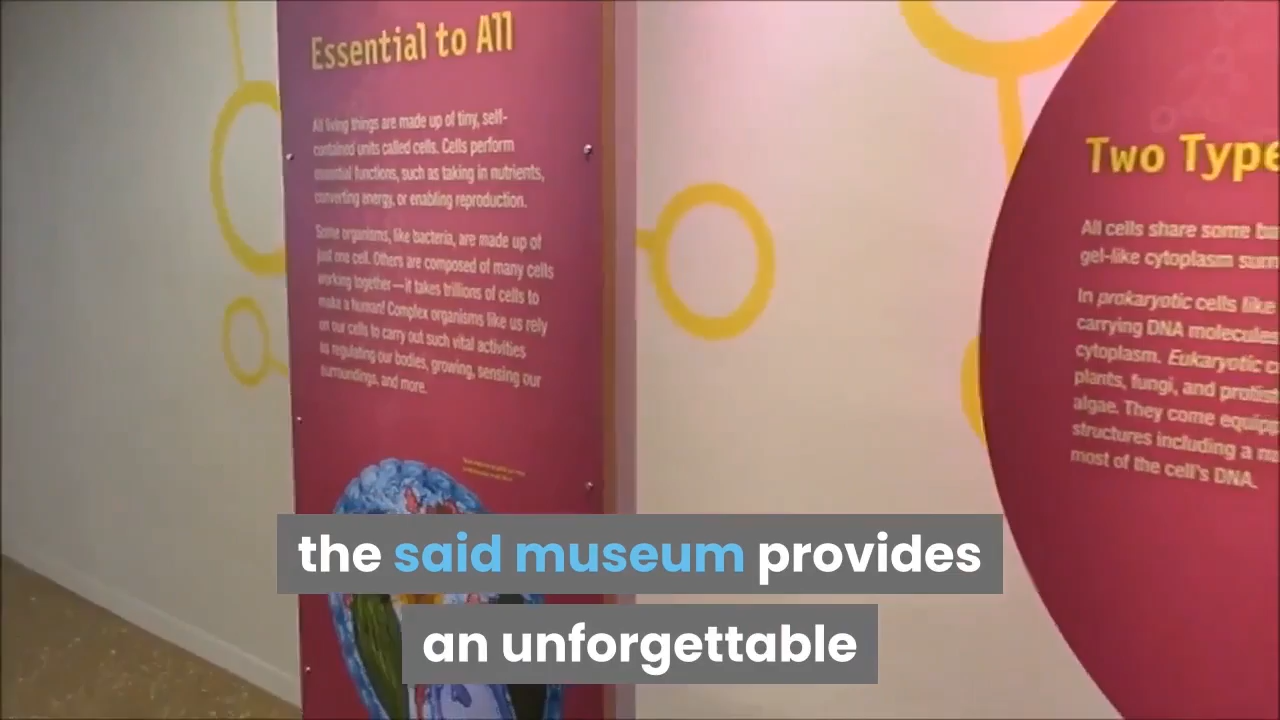 Essential to All
All living things are made up of tiny, self-
contained units called cells. Cells perform
essential functions, such as taking in nutrients,
converting energy, or enabling reproduction.
Some organisms, like bacteria, are made up of
just one cell. Others are composed of many cells
working together—it takes trillions of cells to
make a human! Complex organisms like us rely
on our cells to carry out such vital activities
as regulating our bodies, growing, sensing our
surroundings, and more.
Two Type
All cells share some
gel-like cytoplasm
In prokaryotic cells like
carrying DNA molecules
cytoplasm. Eukaryotic
plants, fungi, and
algae. They come
structures including a
most of the cell's DNA.
the said museum provides
an unforgettable